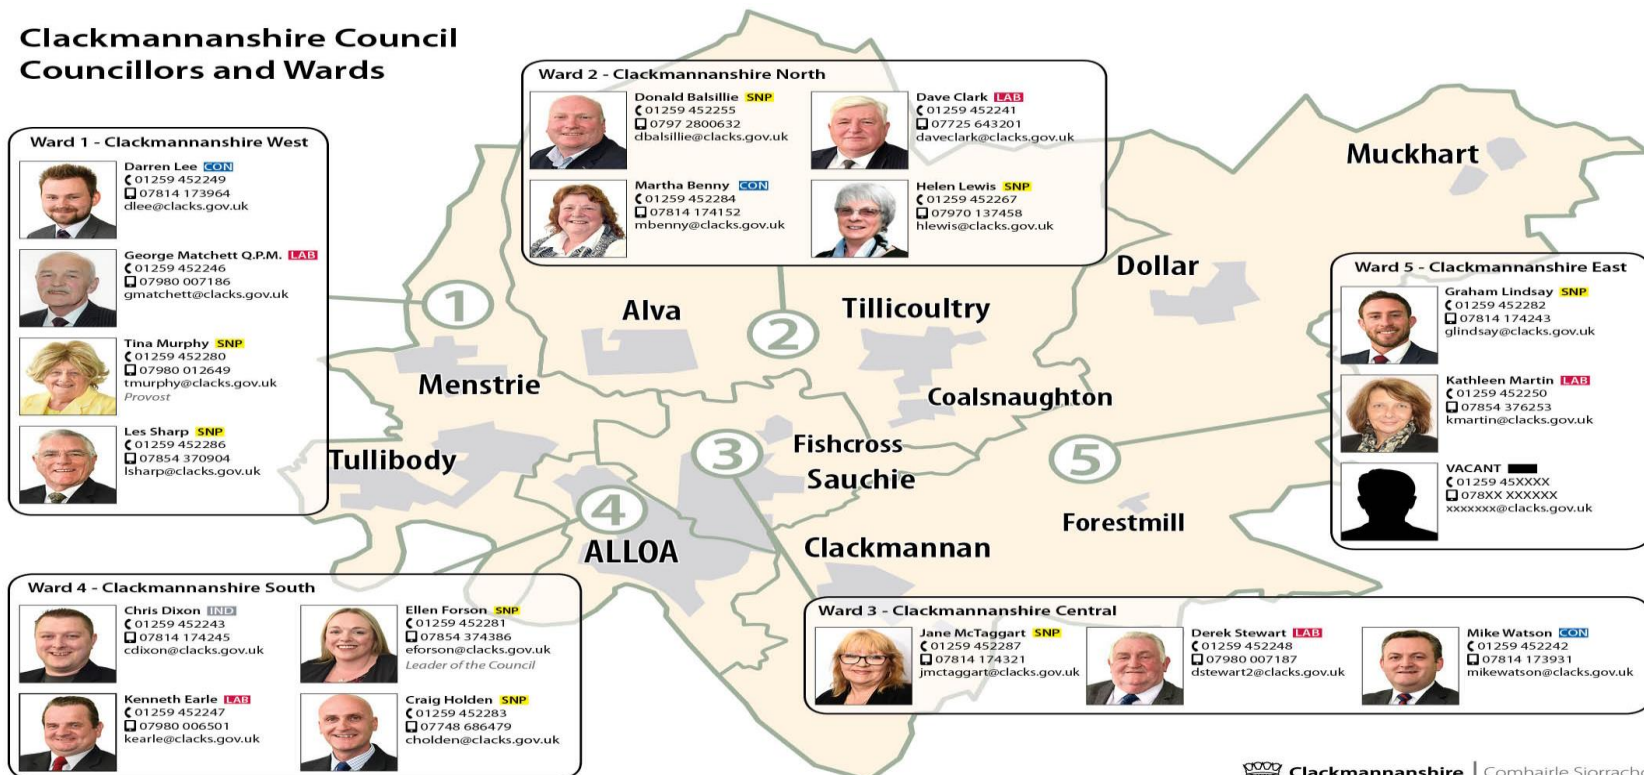 Clackmannanshire Council
Councillors and Wards
Ward 1 - Clackmannanshire West
Darren Lee CON
01259 452249
07814 173964
dlee@clacks.gov.uk
George Matchett Q.P.M. LAB
01259 452246
07980 007186
gmatchett@clacks.gov.uk
Tina Murphy SNP
01259 452280
07980 012649
tmurphy@clacks.gov.uk
Provost
Les Sharp SNP
01259 452286
07854 370904
lsharp@clacks.gov.uk
Ward 2 - Clackmannanshire North
Donald Balsillie SNP
01259 452255
0797 2800632
dbalsillie@clacks.gov.uk
Dave Clark LAB
01259 452241
07725 643201
daveclark@clacks.gov.uk
Martha Benny CON
01259 452284
07814 174152
mbenny@clacks.gov.uk
Helen Lewis SNP
01259 452267
07970 137458
hlewis@clacks.gov.uk
Muckhart
Dollar
Tillicoultry
Alva
1
2
Menstrie
Coalsnaughton
Fishcross
Tullibody
3
5
Sauchie
4
Forestmill
ALLOA
Clackmannan
Ward 5 - Clackmannanshire East
Graham Lindsay SNP
01259 452282
07814 174243
glindsay@clacks.gov.uk
Kathleen Martin LAB
01259 452250
07854 376253
kmartin@clacks.gov.uk
VACANT
01259 45XXXX
078XX XXXXXX
xxxxxxx@clacks.gov.uk
Ward 4 - Clackmannanshire South
Chris Dixon IND
01259 452243
07814 174245
cdixon@clacks.gov.uk
Ellen Forson SNP
01259 452281
07854 374386
eforson@clacks.gov.uk
Leader of the Council
Kenneth Earle LAB
01259 452247
07980 006501
kearle@clacks.gov.uk
Craig Holden SNP
01259 452283
07748 686479
cholden@clacks.gov.uk
Ward 3 - Clackmannanshire Central
Jane McTaggart SNP
01259 452287
07814 174321
jmctaggart@clacks.gov.uk
Derek Stewart LAB
01259 452248
07980 007187
dstewart2@clacks.gov.uk
Mike Watson CON
01259 452242
07814 173931
mikewatson@clacks.gov.uk
Clackmannanshire | Comhairle Siorrachd